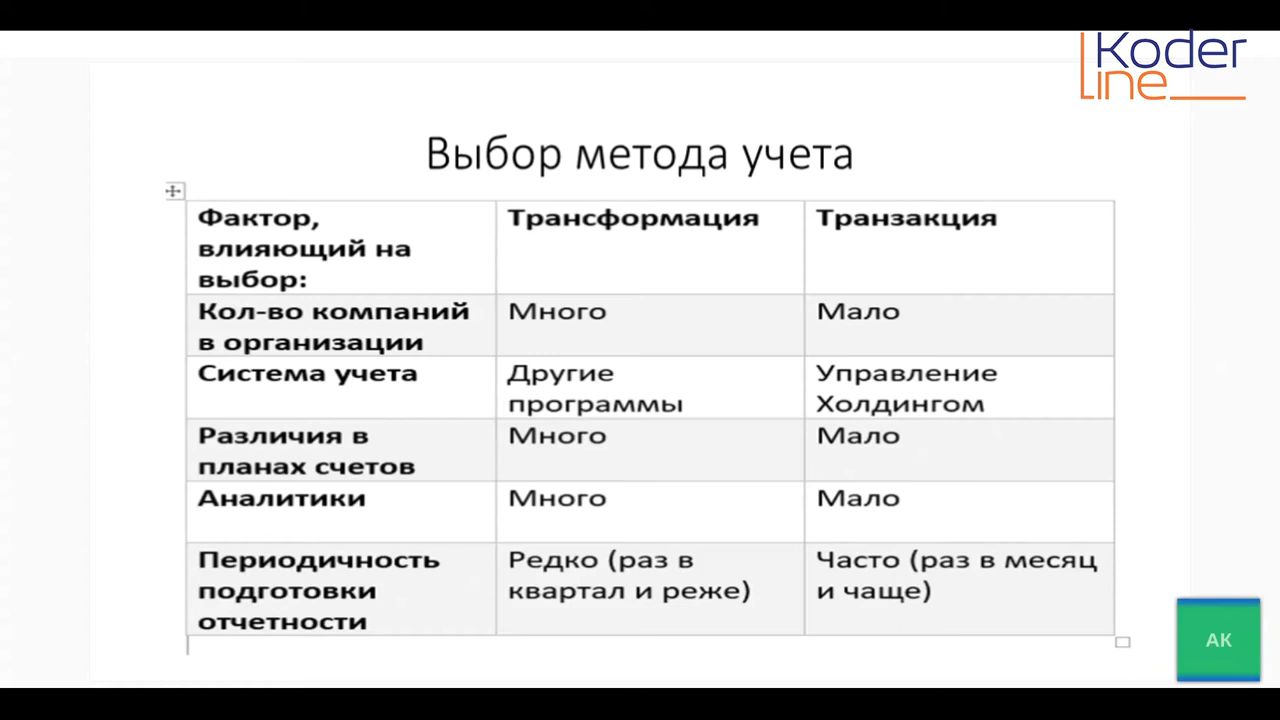 Koder
Line
Выбор метода учета
Фактор,
влияющий на
выбор:
Трансформация
Транзакция
Кол-во компаний
в организации
Много
Мало
Система учета
Другие
программы
Управление
Холдингом
Различия в
планах счетов
Много
Мало
Аналитики
Много
Мало
Периодичность
подготовки
отчетности
Редко (раз в
квартал и реже)
Часто (раз в месяц
и чаще)
АК